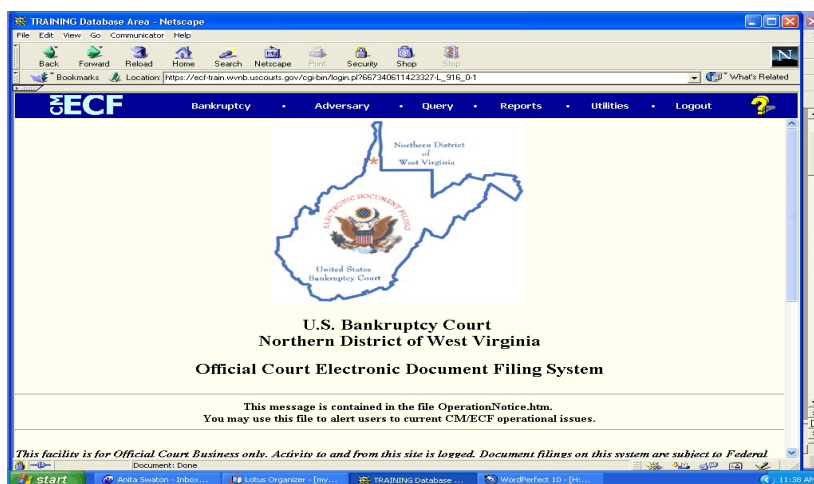 TRAINING Database Area - Netscape
File Edit View Go Communicator Help
Back Forward Reload Home Search Netscape Print Security Shop Stop
Bookmarks Location: https://ecf-train.wvnb.uscourts.gov/cgi-bin/login.pl?667340611423327-L_916_0-1 What's Related
CM ECF Bankruptcy • Adversary • Query • Reports • Utilities • Logout ?
Northern District
of
West Virginia
ELECTRONIC DOCUMENT FILING
United States
Bankruptcy Court
U.S. Bankruptcy Court
Northern District of West Virginia
Official Court Electronic Document Filing System
This message is contained in the file OperationNotice.htm.
You may use this file to alert users to current CM/ECF operational issues.
This facility is for Official Court Business only. Activity to and from this site is logged. Document filings on this system are subject to Federal
Document: Done
start Anita Swaton - Inbox... Lotus Organizer - [my... TRAINING Database ... WordPerfect 10 - [H:... 11:38 AM